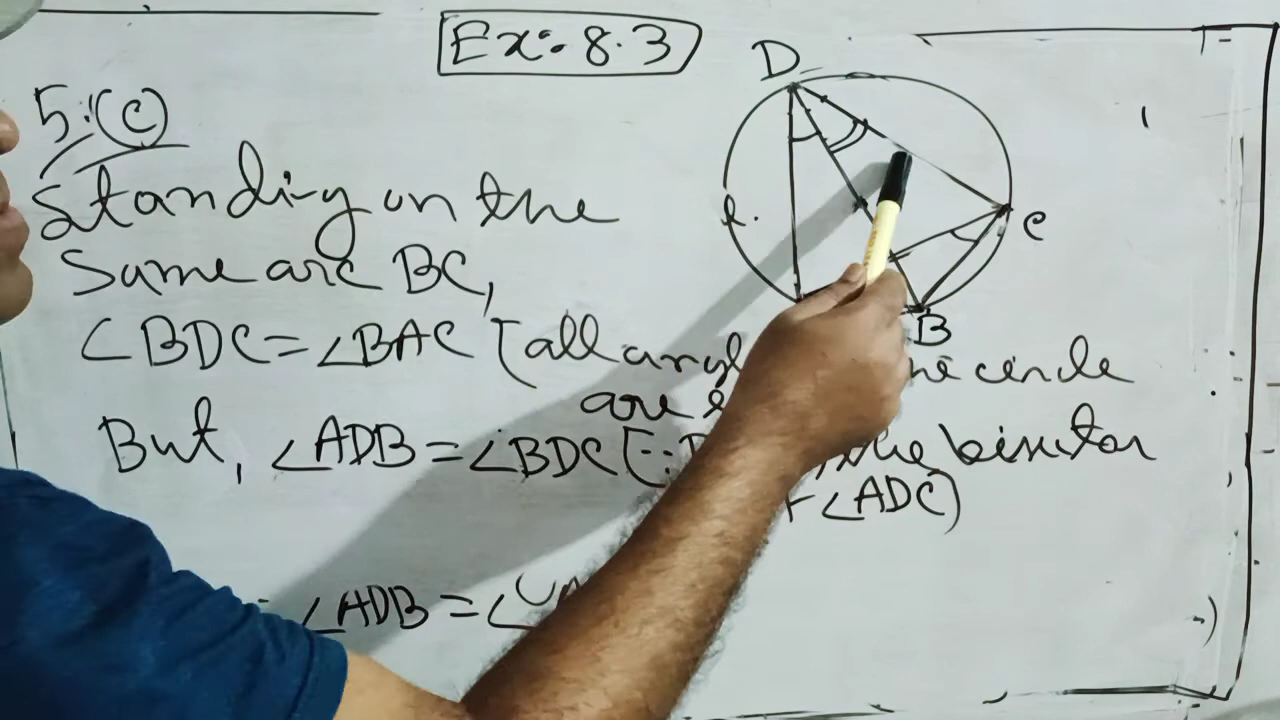 Ex:- 8.3
5.(c)
Standing on the
Same arc BC,
∠BDC = ∠BAC [all
circle
are
But, ∠ADB = ∠BDC [∵ the bisector
∠ADC)
∠ADB = ∠
D
C
B